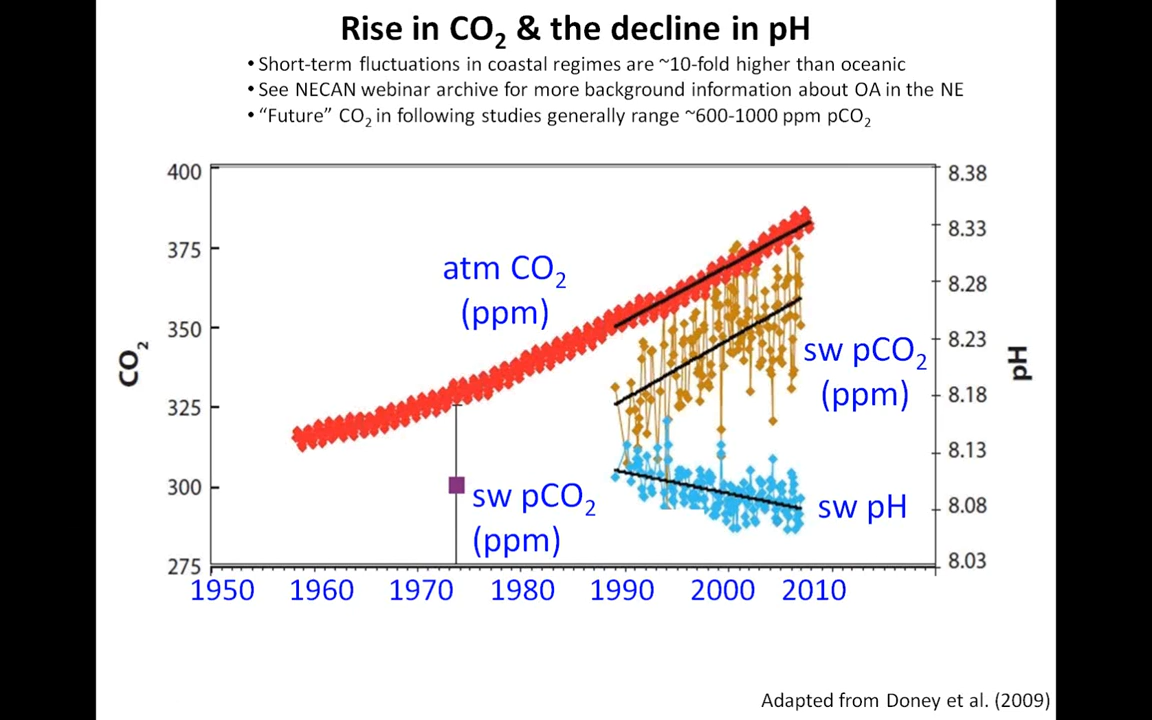 Rise in CO₂ & the decline in pH
• Short-term fluctuations in coastal regimes are ~10-fold higher than oceanic
• See NECAN webinar archive for more background information about OA in the NE
• “Future” CO₂ in following studies generally range ~600-1000 ppm pCO₂
400
375
350
325
300
275
CO₂
atm CO₂
(ppm)
sw pCO₂
(ppm)
sw pCO₂
(ppm)
sw pH
8.38
8.33
8.28
8.23
8.18
8.13
8.08
8.03
pH
1950 1960 1970 1980 1990 2000 2010
Adapted from Doney et al. (2009)